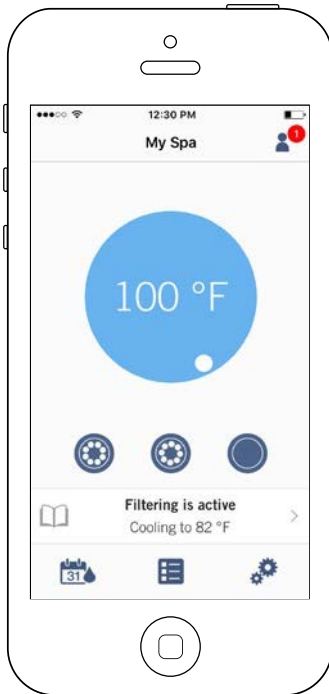 12:30 PM
My Spa
1
100 °F
Filtering is active
Cooling to 82 °F
31